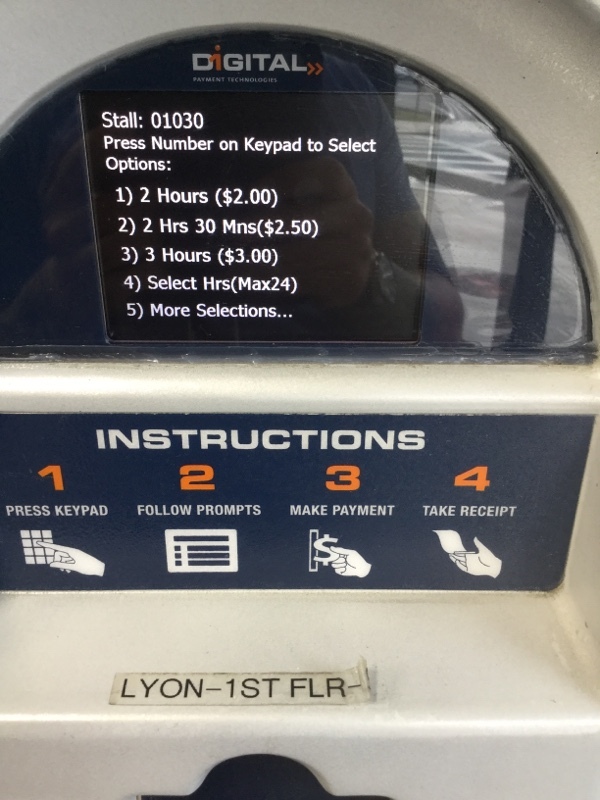 DIGITAL
PAYMENT TECHNOLOGIES
Stall: 01030
Press Number on Keypad to Select
Options:
1) 2 Hours ($2.00)
2) 2 Hrs 30 Mns($2.50)
3) 3 Hours ($3.00)
4) Select Hrs(Max24)
5) More Selections...
INSTRUCTIONS
1 2 3 4
PRESS KEYPAD FOLLOW PROMPTS MAKE PAYMENT TAKE RECEIPT
$
LYON-1ST FLR-